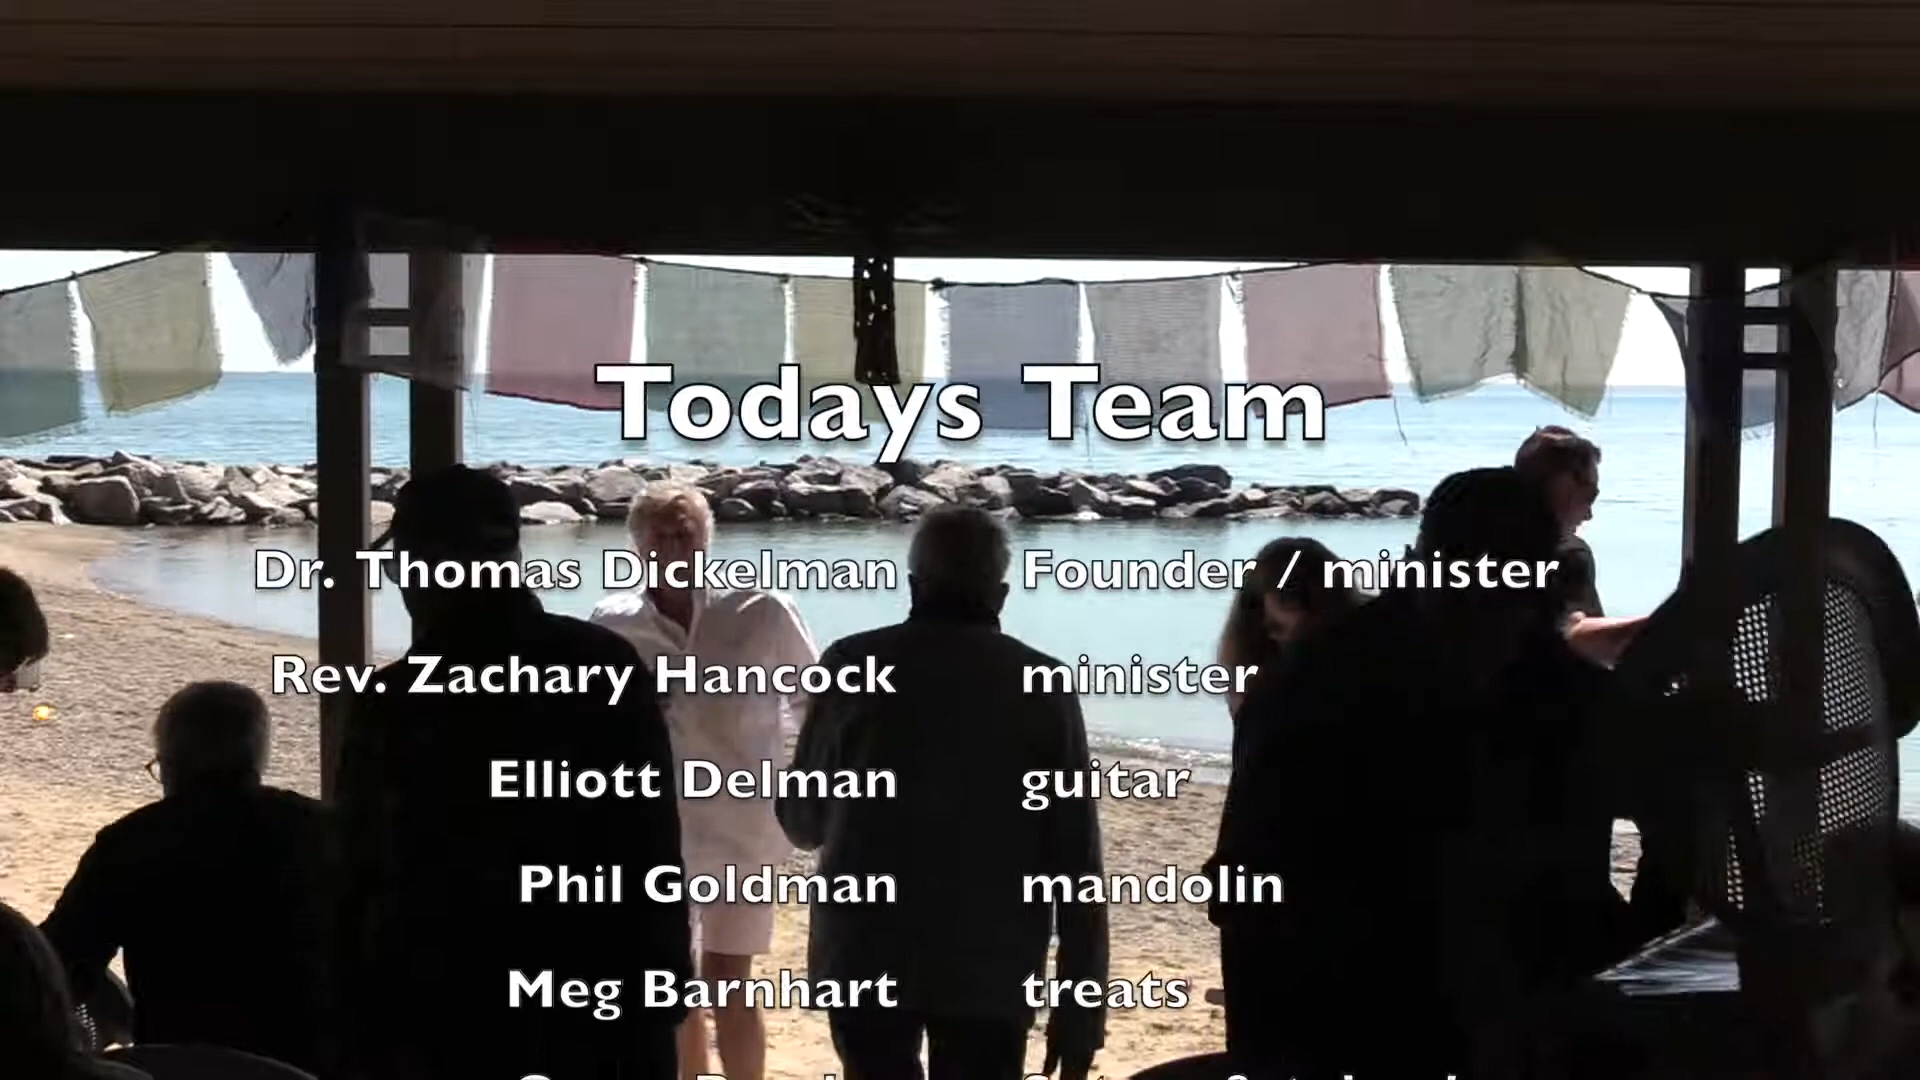 Todays Team
Dr. Thomas Dickelman Founder / minister
Rev. Zachary Hancock minister
Elliott Delman guitar
Phil Goldman mandolin
Meg Barnhart treats